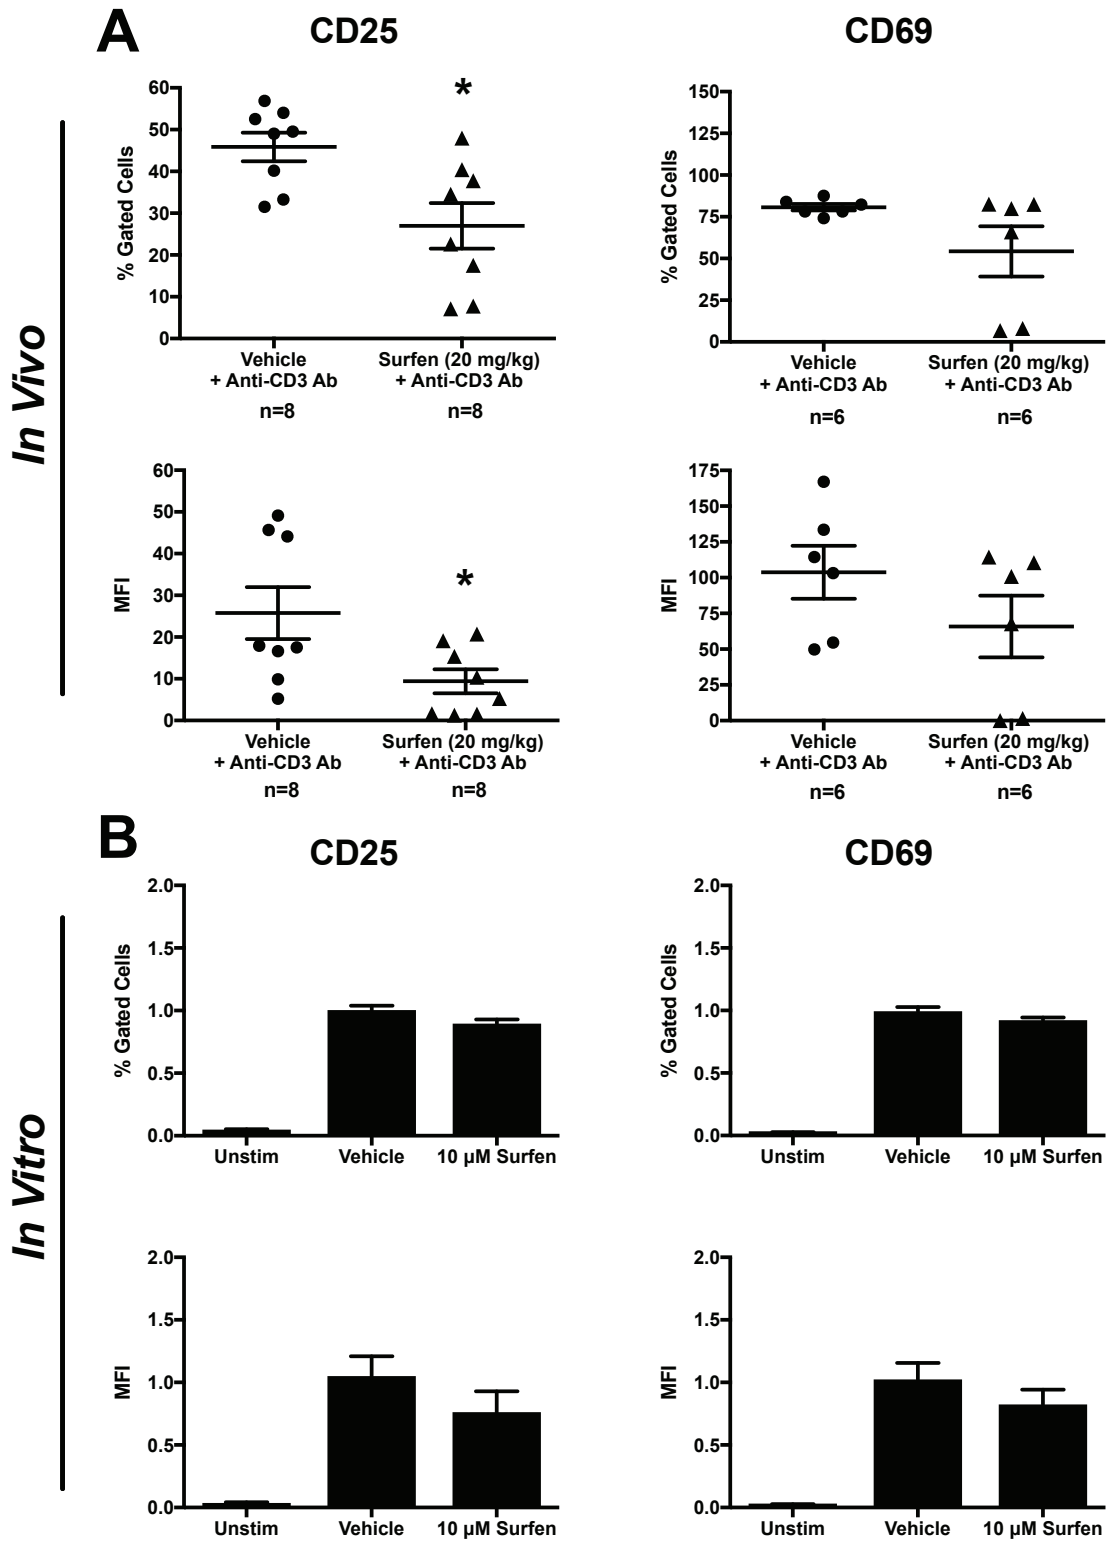 A
CD25
CD69
In Vivo
% Gated Cells
60
50
40
30
20
10
0
*
Vehicle
+ Anti-CD3 Ab
n=8
Surfen (20 mg/kg)
+ Anti-CD3 Ab
n=8
% Gated Cells
150
125
100
75
50
25
0
Vehicle
+ Anti-CD3 Ab
n=6
Surfen (20 mg/kg)
+ Anti-CD3 Ab
n=6
MFI
60
50
40
30
20
10
0
*
Vehicle
+ Anti-CD3 Ab
n=8
Surfen (20 mg/kg)
+ Anti-CD3 Ab
n=8
MFI
175
150
125
100
75
50
25
0
Vehicle
+ Anti-CD3 Ab
n=6
Surfen (20 mg/kg)
+ Anti-CD3 Ab
n=6
B
CD25
CD69
In Vitro
% Gated Cells
2.0
1.5
1.0
0.5
0.0
Unstim
Vehicle
10 µM Surfen
% Gated Cells
2.0
1.5
1.0
0.5
0.0
Unstim
Vehicle
10 µM Surfen
MFI
2.0
1.5
1.0
0.5
0.0
Unstim
Vehicle
10 µM Surfen
MFI
2.0
1.5
1.0
0.5
0.0
Unstim
Vehicle
10 µM Surfen